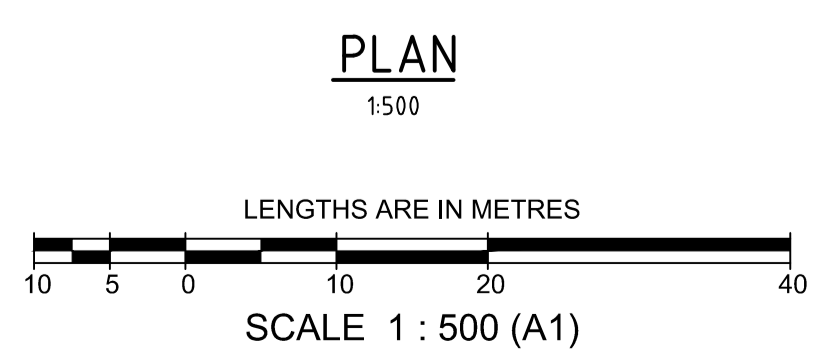 PLAN
1:500
LENGTHS ARE IN METRES
10 5 0 10 20 40
SCALE 1 : 500 (A1)